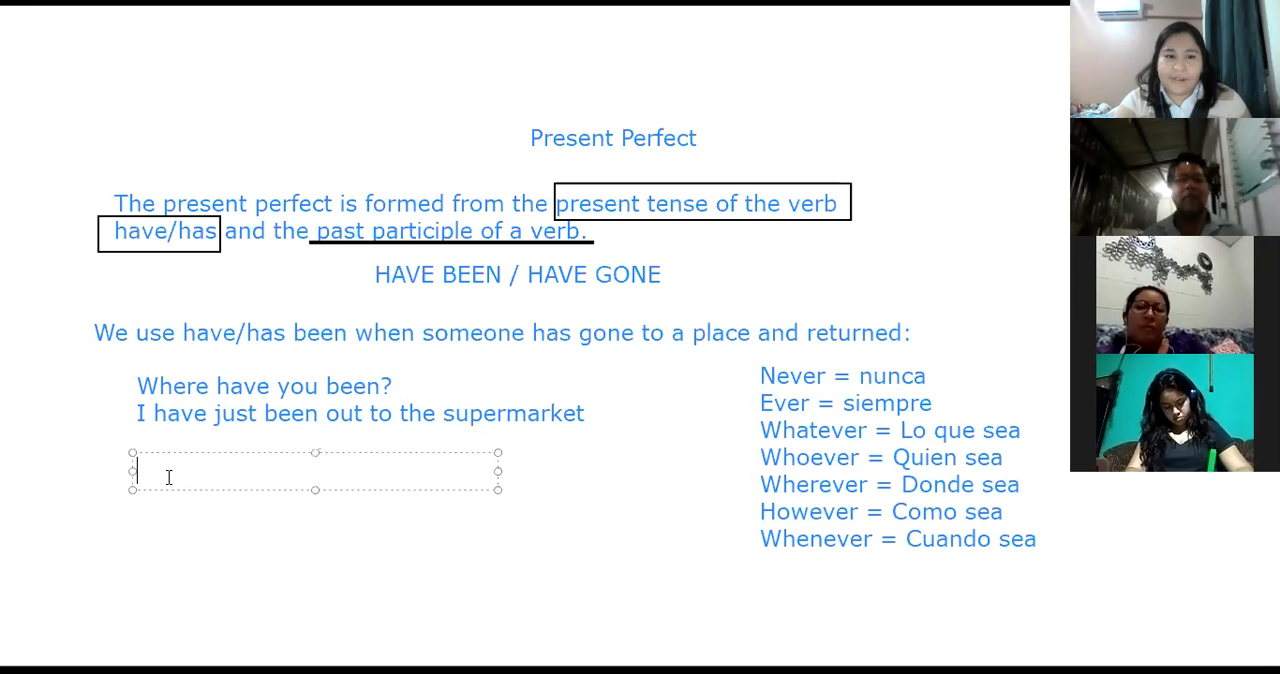 Present Perfect
The present perfect is formed from the present tense of the verb
have/has and the past participle of a verb.
HAVE BEEN / HAVE GONE
We use have/has been when someone has gone to a place and returned:
Where have you been?
I have just been out to the supermarket
Never = nunca
Ever = siempre
Whatever = Lo que sea
Whoever = Quien sea
Wherever = Donde sea
However = Como sea
Whenever = Cuando sea